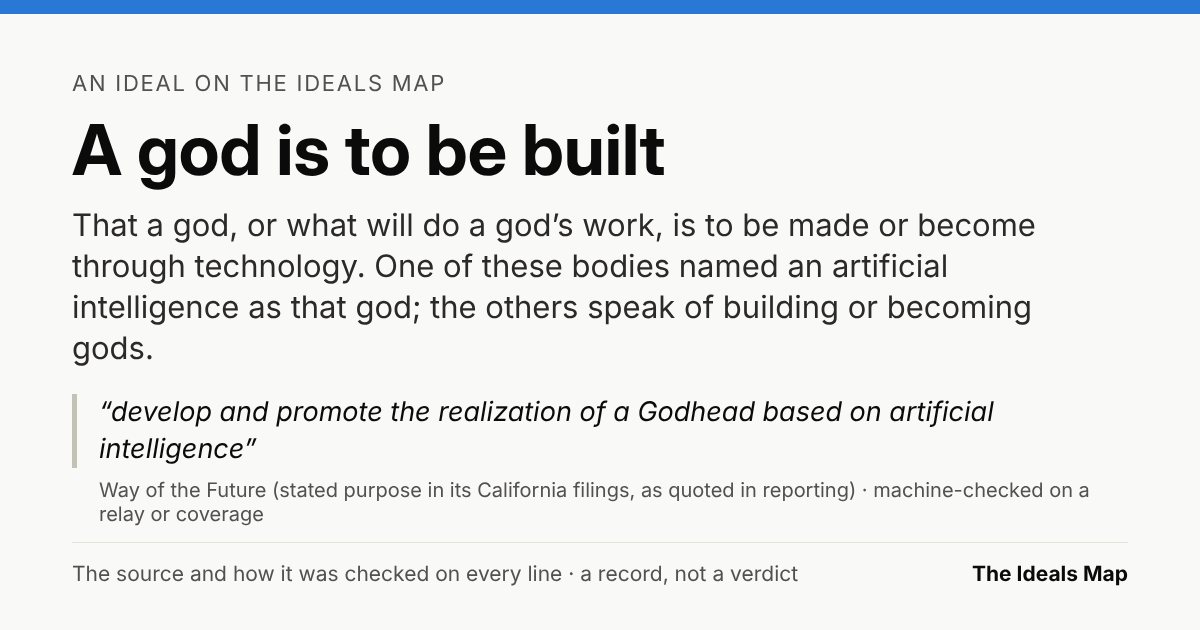 AN IDEAL ON THE IDEALS MAP
A god is to be built
That a god, or what will do a god’s work, is to be made or become
through technology. One of these bodies named an artificial
intelligence as that god; the others speak of building or becoming
gods.
“develop and promote the realization of a Godhead based on artificial
intelligence”
Way of the Future (stated purpose in its California filings, as quoted in reporting) · machine-checked on a
relay or coverage
The source and how it was checked on every line · a record, not a verdict
The Ideals Map